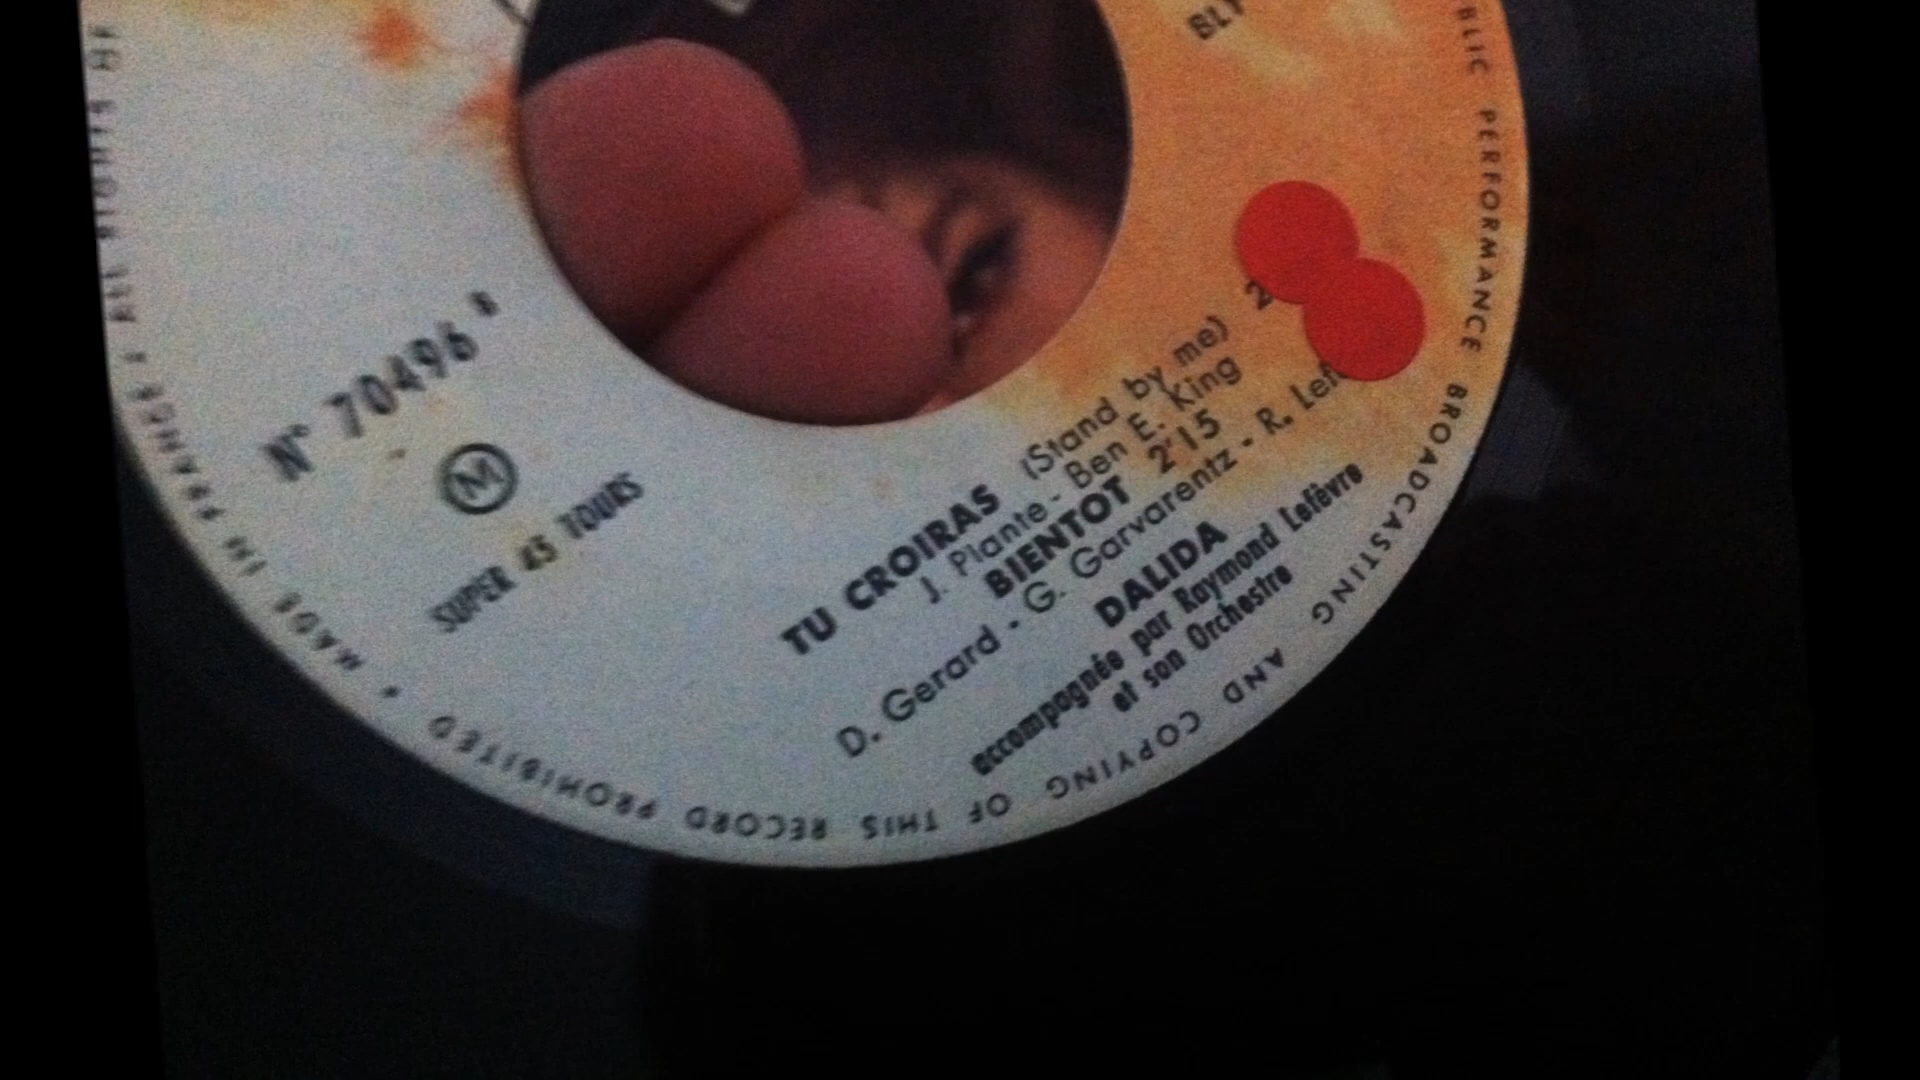 N° 70496 B
M
SUPER 45 TOURS
TU CROIRAS (Stand by me) 2
J. Plante - Ben E. King
BIENTOT 2'15
D. Gerard - G. Garvarentz - R.
DALIDA
accompagnée par Raymond Lefèvre
et son Orchestre
PERFORMANCE BROADCASTING AND COPYING OF THIS RECORD PROHIBITED • MADE IN FRANCE • ALL RIGHTS OF